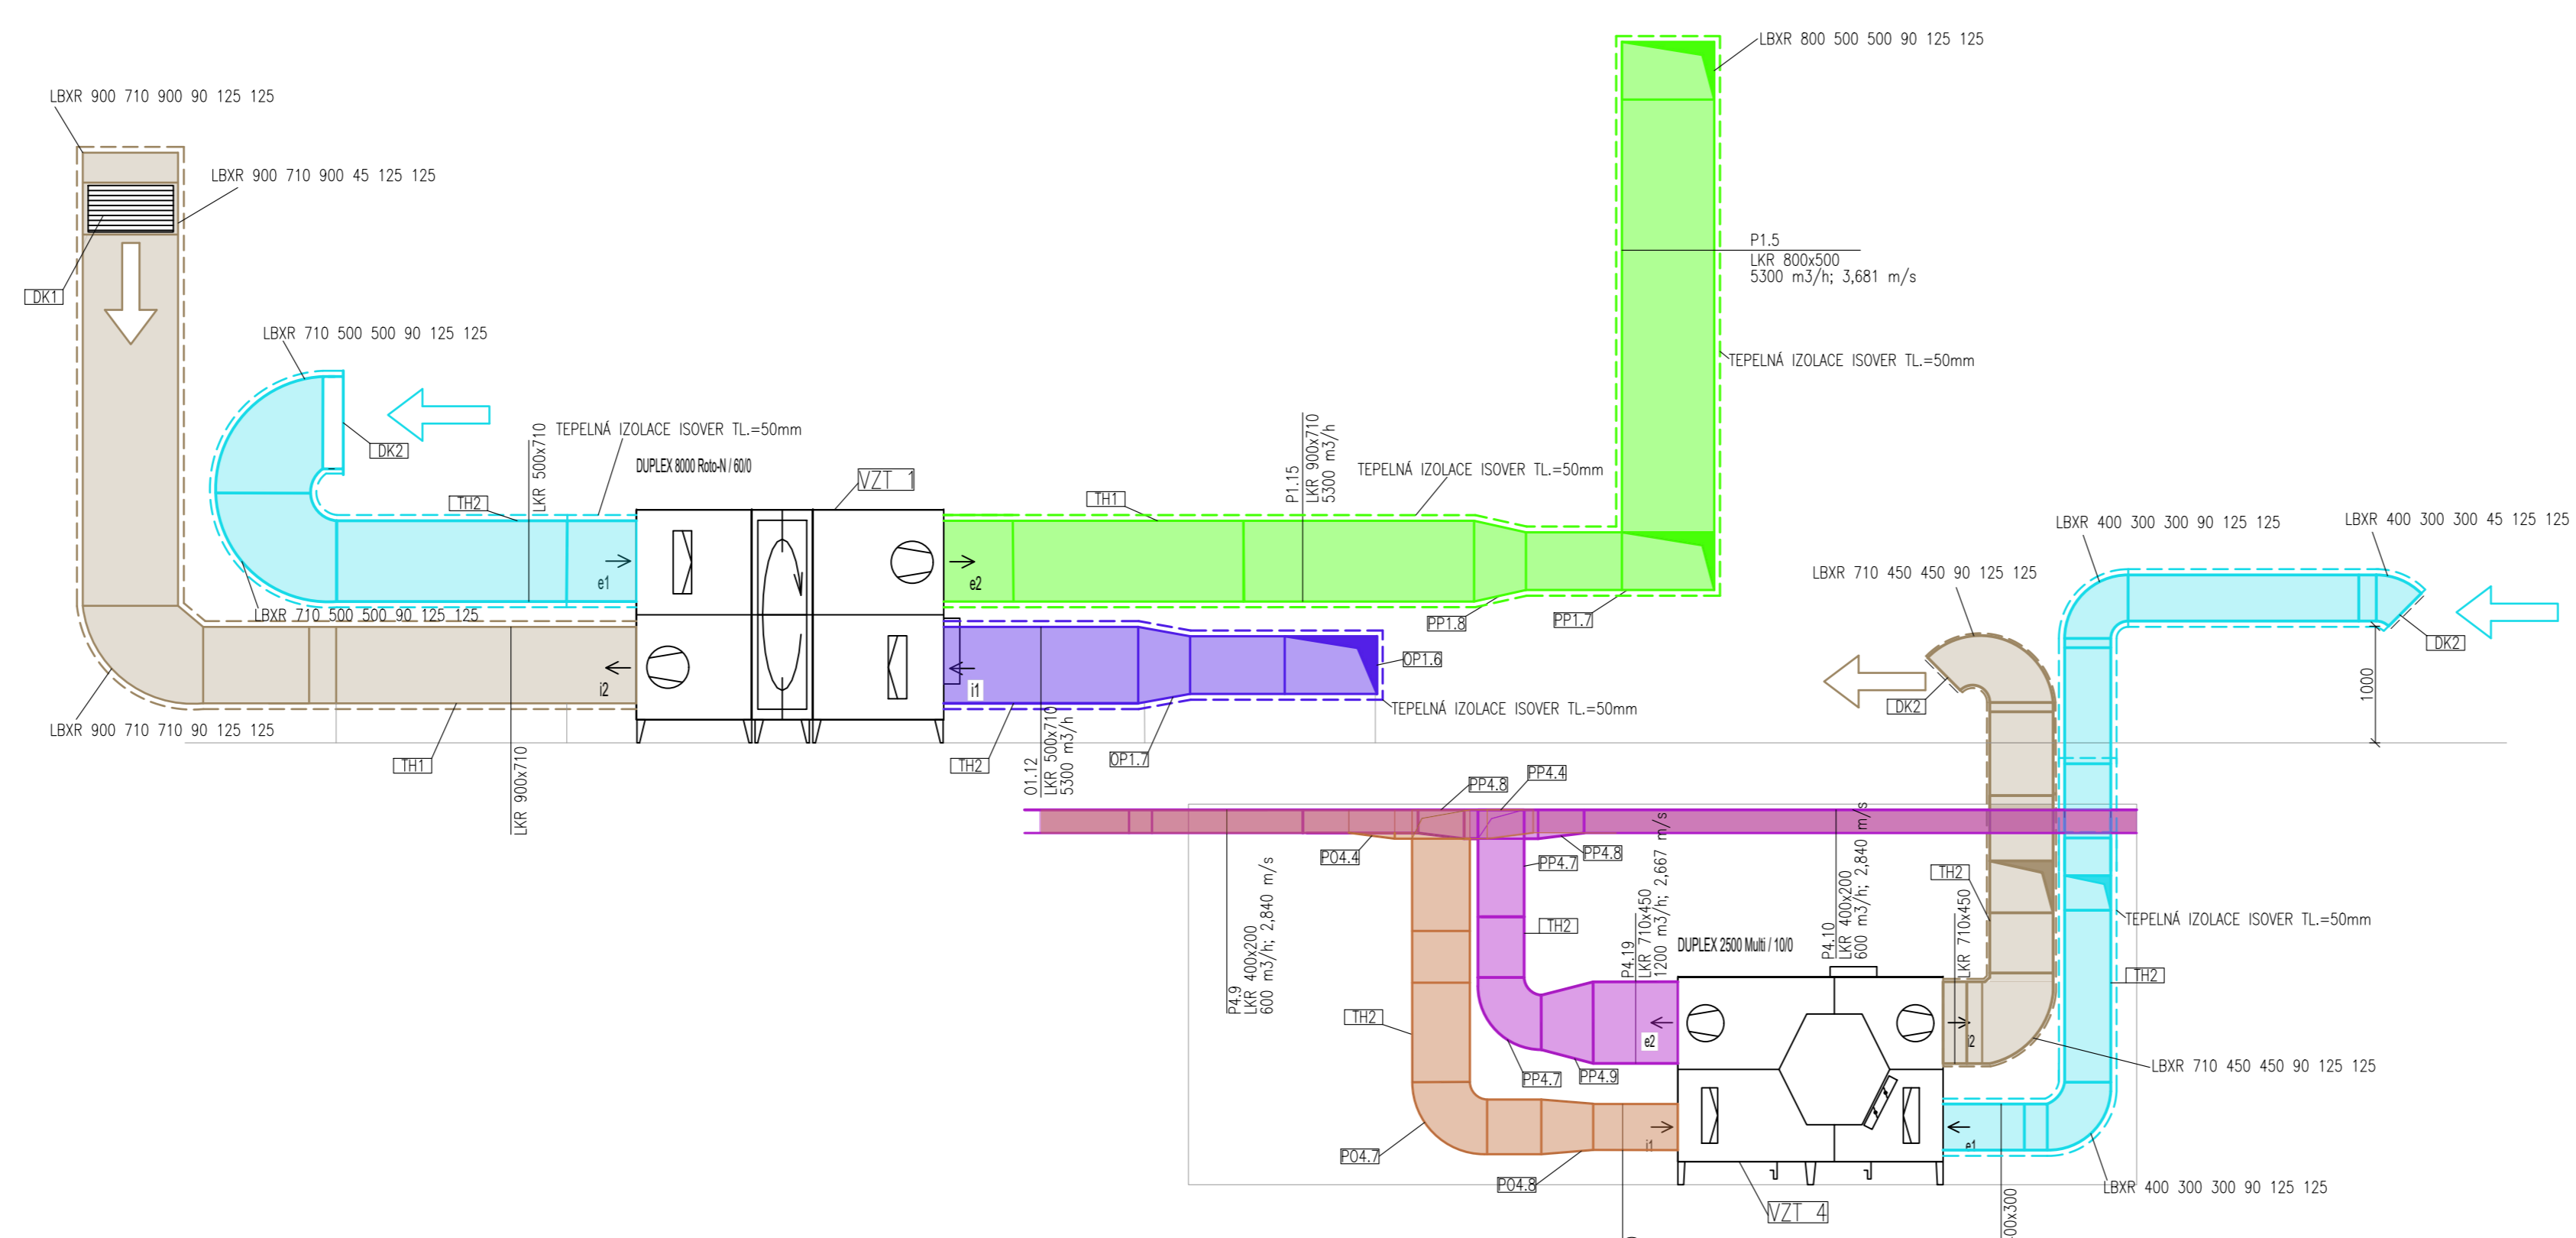 LBXR 800 500 500 90 125 125
LBXR 900 710 900 90 125 125
LBXR 900 710 900 45 125 125
P1.5
LKR 800x500
5300 m3/h; 3,681 m/s
DK1
LBXR 710 500 500 90 125 125
TEPELNÁ IZOLACE ISOVER TL.=50mm
DK2
LKR 500x710
TEPELNÁ IZOLACE ISOVER TL.=50mm
DUPLEX 8000 Roto-N / 60/0
VZT 1
TH2
TH1
P1.15
LKR 900x710
5300 m3/h
TEPELNÁ IZOLACE ISOVER TL.=50mm
LBXR 400 300 300 90 125 125
LBXR 400 300 300 45 125 125
LBXR 710 450 450 90 125 125
e1
e2
LBXR 710 500 500 90 125 125
PP1.8
PP1.7
DK2
OP1.6
i2
i1
TEPELNÁ IZOLACE ISOVER TL.=50mm
DK2
1000
LBXR 900 710 710 90 125 125
TH1
LKR 900x710
TH2
O1.12
LKR 500x710
5300 m3/h
OP1.7
PP4.8
PP4.4
PO4.4
PP4.8
PP4.7
TH2
P4.9
LKR 400x200
600 m3/h; 2,840 m/s
P4.19
LKR 710x450
1200 m3/h; 2,667 m/s
DUPLEX 2500 Multi / 10/0
P4.10
LKR 400x200
600 m3/h; 2,840 m/s
TH2
LKR 710x450
TEPELNÁ IZOLACE ISOVER TL.=50mm
TH2
TH2
e2
i2
PP4.7
PP4.9
LBXR 710 450 450 90 125 125
i1
e1
PO4.7
PO4.8
VZT 4
LBXR 400 300 300 90 125 125
00x300